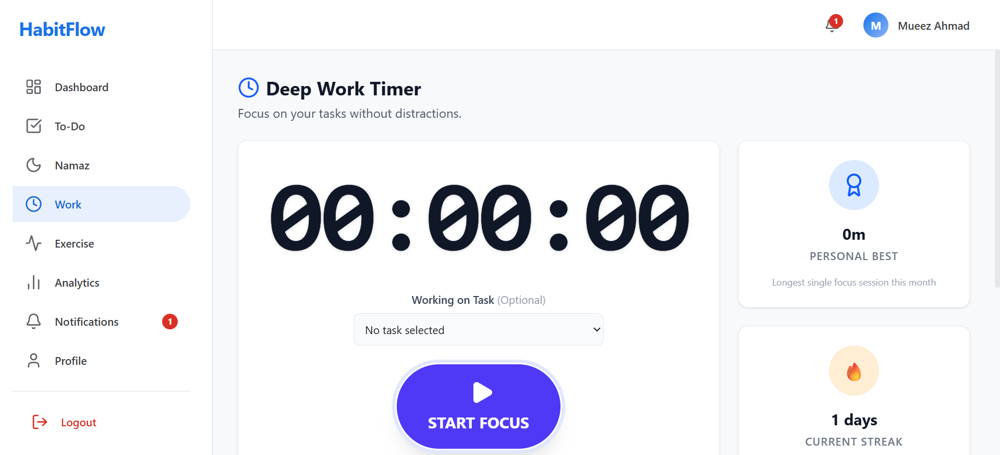 HabitFlow
Dashboard
To-Do
Namaz
Work
Exercise
Analytics
Notifications 1
Profile
Logout
1
M Mueez Ahmad
Deep Work Timer
Focus on your tasks without distractions.
00:00:00
Working on Task (Optional)
No task selected
START FOCUS
0m
PERSONAL BEST
Longest single focus session this month
1 days
CURRENT STREAK